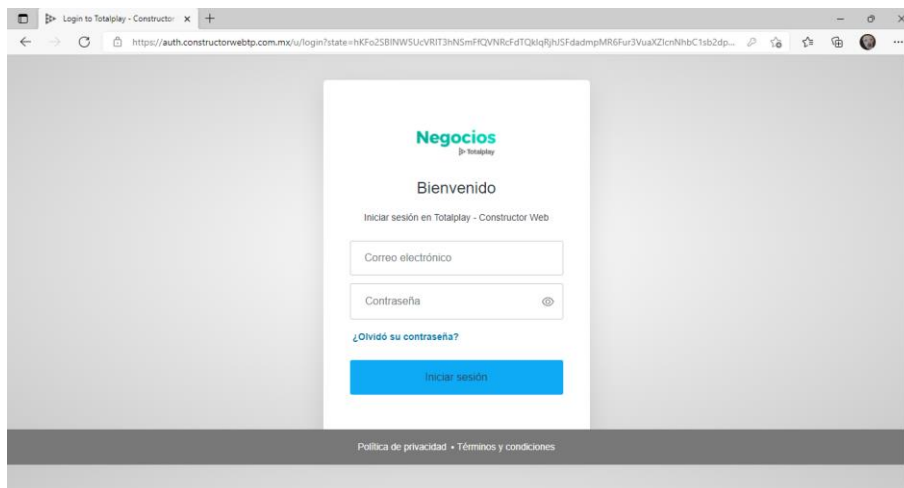 Login to Totalplay - Constructor
https://auth.constructorwebtp.com.mx/u/login?state=
Negocios
Totalplay
Bienvenido
Iniciar sesión en Totalplay - Constructor Web
Correo electrónico
Contraseña
¿Olvidó su contraseña?
Iniciar sesión
Política de privacidad • Términos y condiciones